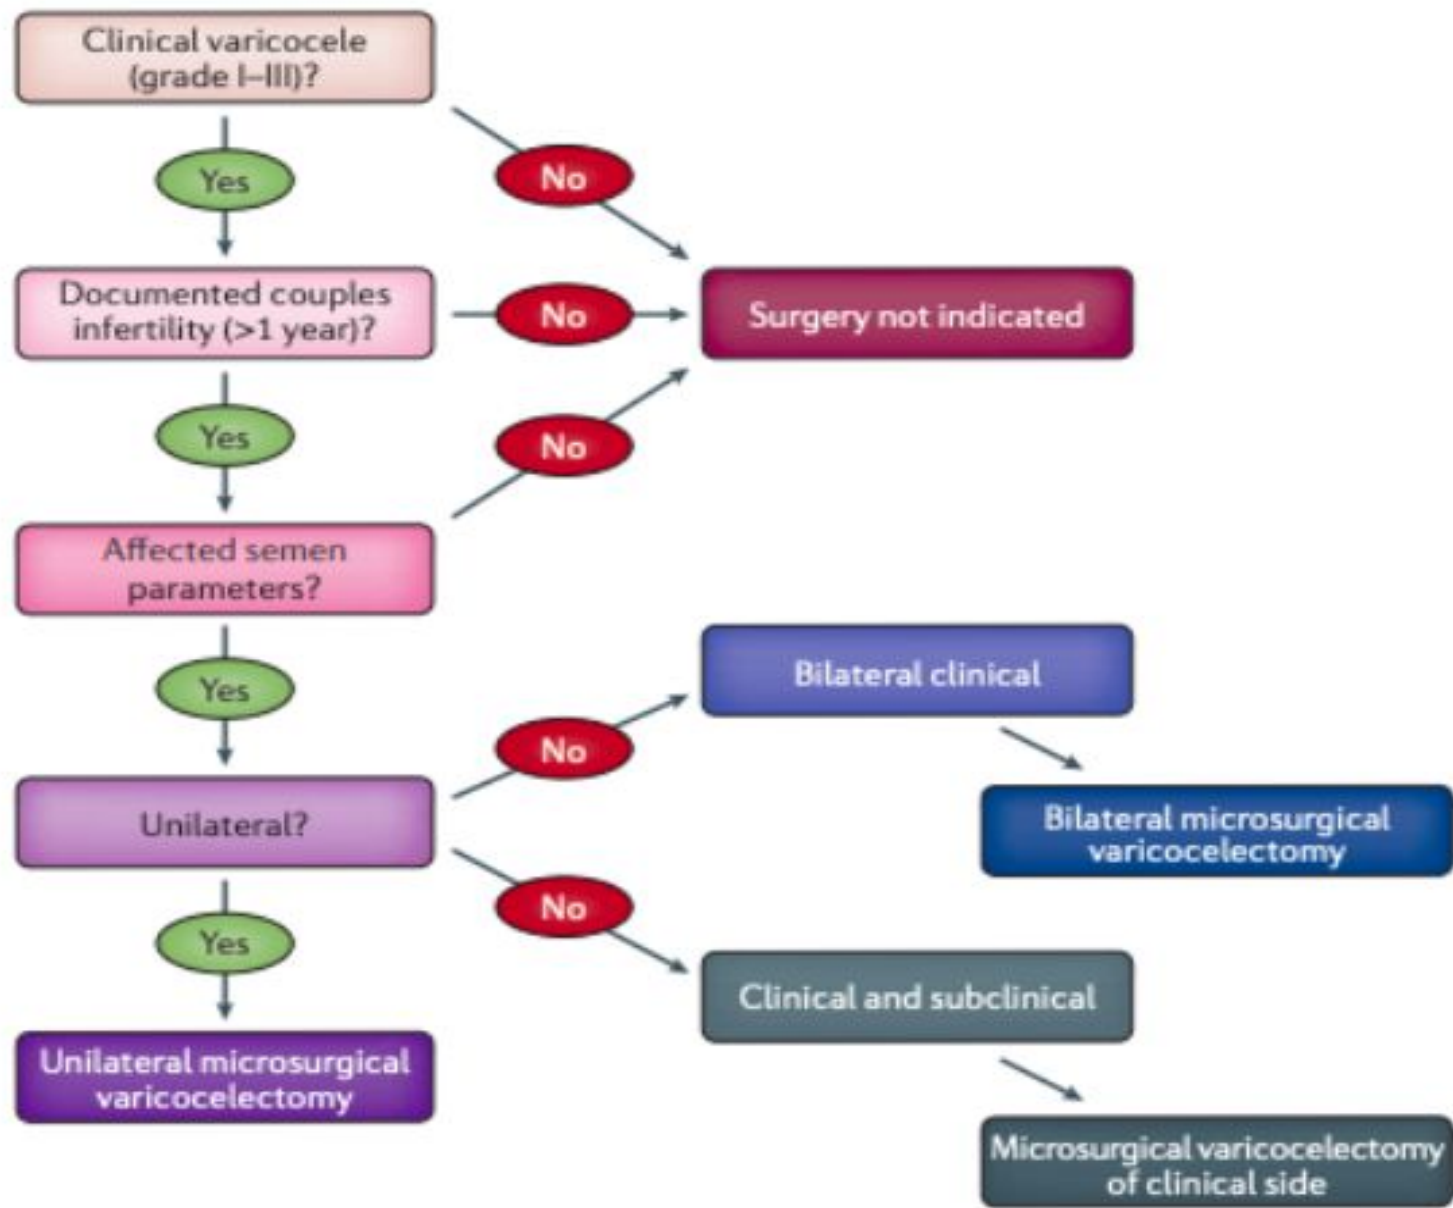 Clinical varicocele
(grade I–III)?
Yes
No
Documented couples
infertility (>1 year)?
No
Surgery not indicated
Yes
No
Affected semen
parameters?
Yes
Bilateral clinical
No
Unilateral?
Bilateral microsurgical
varicocelectomy
No
Yes
Clinical and subclinical
Unilateral microsurgical
varicocelectomy
Microsurgical varicocelectomy
of clinical side